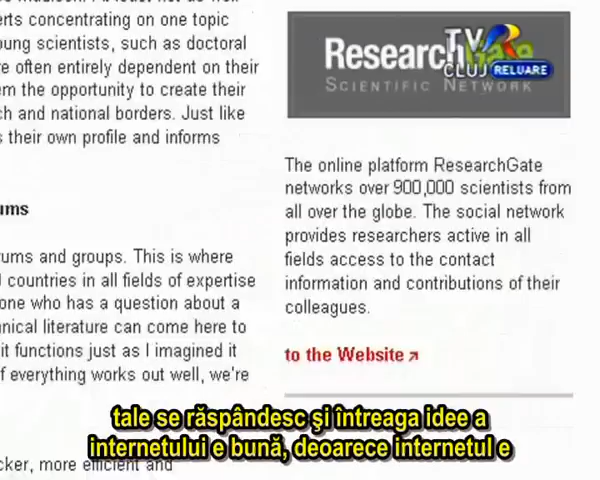 erts concentrating on one topic
oung scientists, such as doctoral
re often entirely dependent on their
em the opportunity to create their
ch and national borders. Just like
s their own profile and informs
ums
rums and groups. This is where
countries in all fields of expertise
one who has a question about a
nnical literature can come here to
it functions just as I imagined it
f everything works out well, we're
cker, more efficient and
ResearchGate
SCIENTIFIC NETWORK
TVR
CLUJ RELUARE
The online platform ResearchGate
networks over 900,000 scientists from
all over the globe. The social network
provides researchers active in all
fields access to the contact
information and contributions of their
colleagues.
to the Website
tale se răspândesc şi întreaga idee a
internetului e bună, deoarece internetul e